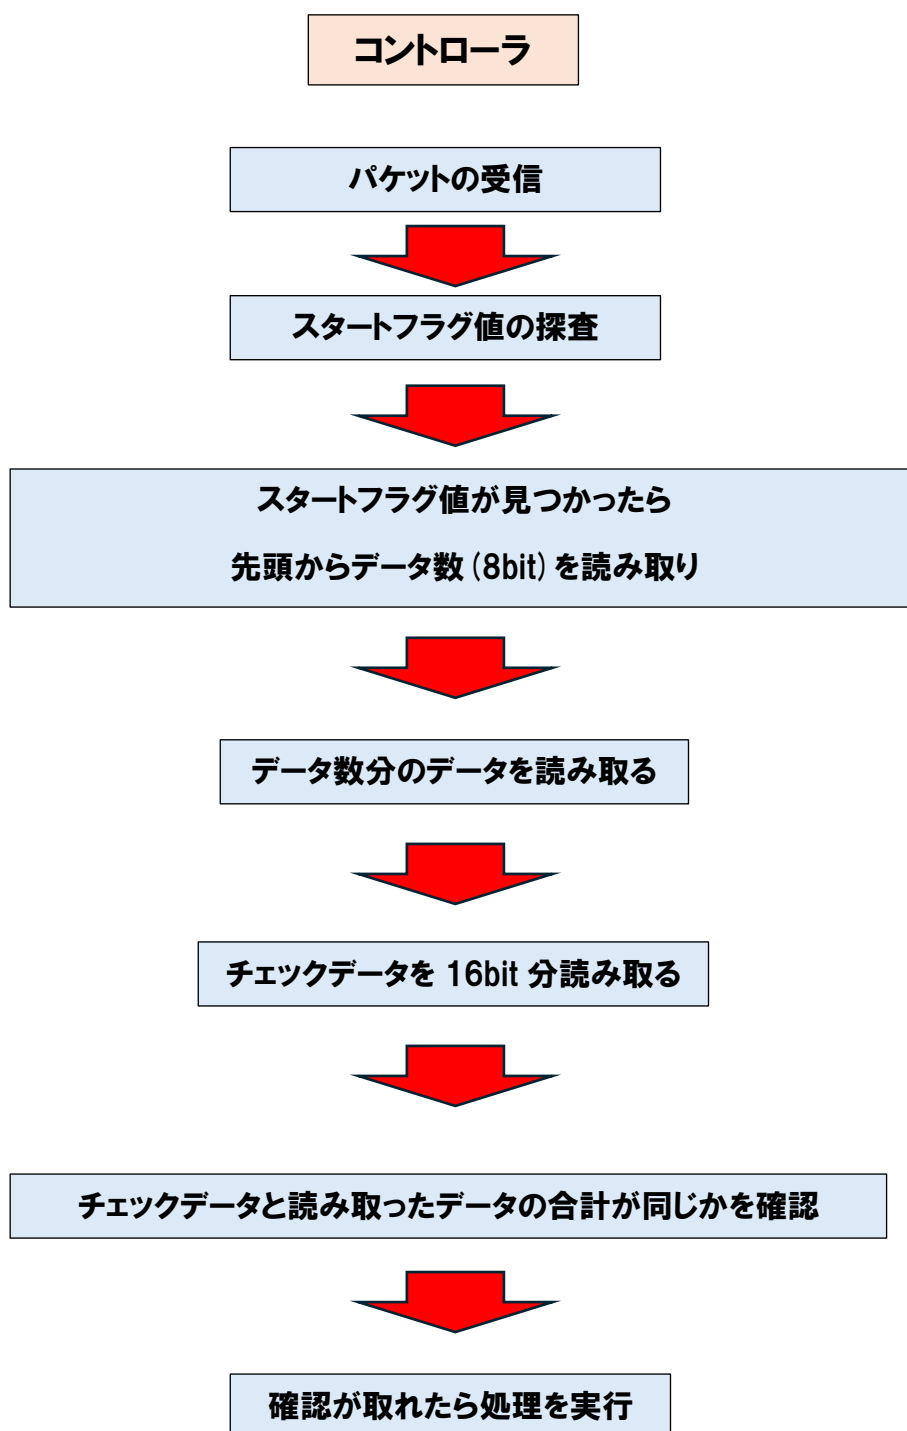 コントローラ
パケットの受信
スタートフラグ値の探査
スタートフラグ値が見つかったら
先頭からデータ数(8bit)を読み取り
データ数分のデータを読み取る
チェックデータを 16bit 分読み取る
チェックデータと読み取ったデータの合計が同じかを確認
確認が取れたら処理を実行